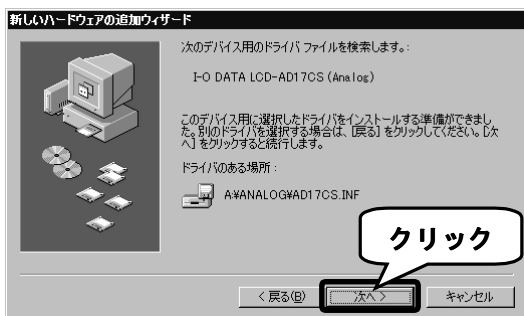 新しいハードウェアの追加ウィザード
次のデバイス用のドライバ ファイルを検索します。:
I-O DATA LCD-AD17CS (Analog)
このデバイス用に選択したドライバをインストールする準備ができまし
た。別のドライバを選択する場合は、[戻る] をクリックしてください。[次
へ] をクリックすると続行します。
ドライバのある場所 :
A:¥ANALOG¥AD17CS.INF
クリック
< 戻る(B)
次へ >
キャンセル